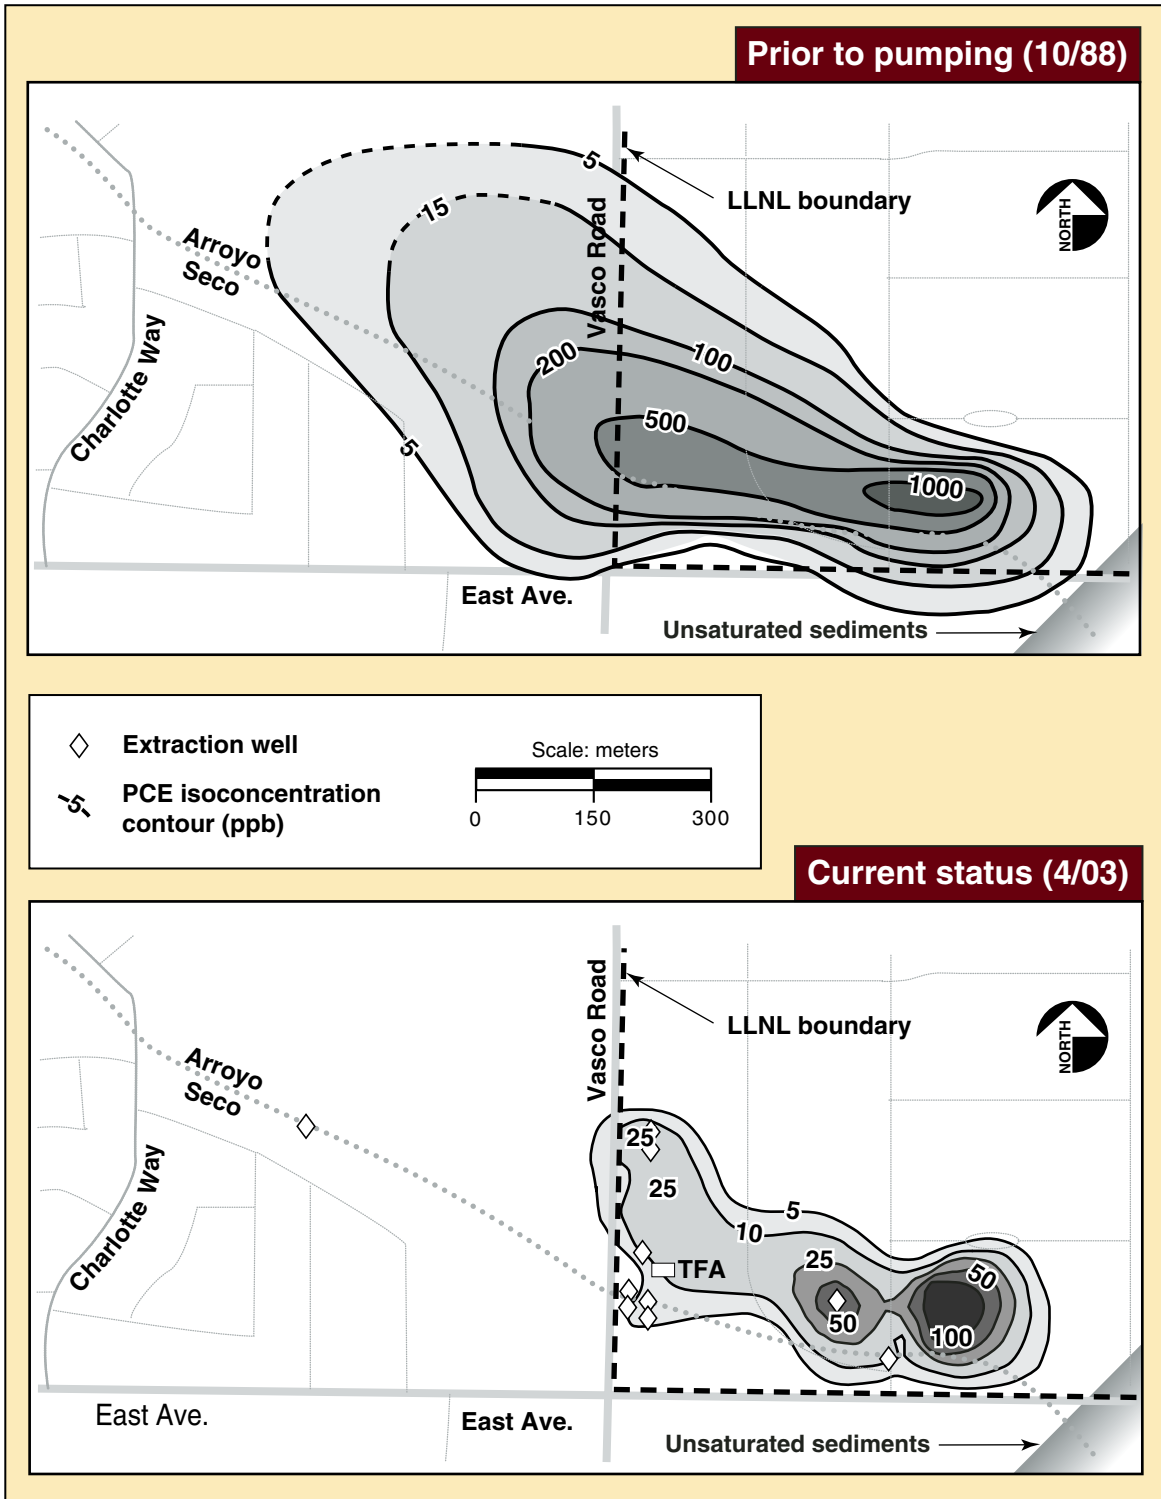 Prior to pumping (10/88)
5
15
LLNL boundary
NORTH
Arroyo
Seco
Vasco Road
Charlotte Way
200
100
500
5
1000
East Ave.
Unsaturated sediments
Extraction well
Scale: meters
5
PCE isoconcentration
contour (ppb)
0 150 300
Current status (4/03)
Vasco Road
LLNL boundary
NORTH
Arroyo
Seco
25
25
Charlotte Way
5
10
25
TFA
50
50
100
East Ave.
East Ave.
Unsaturated sediments